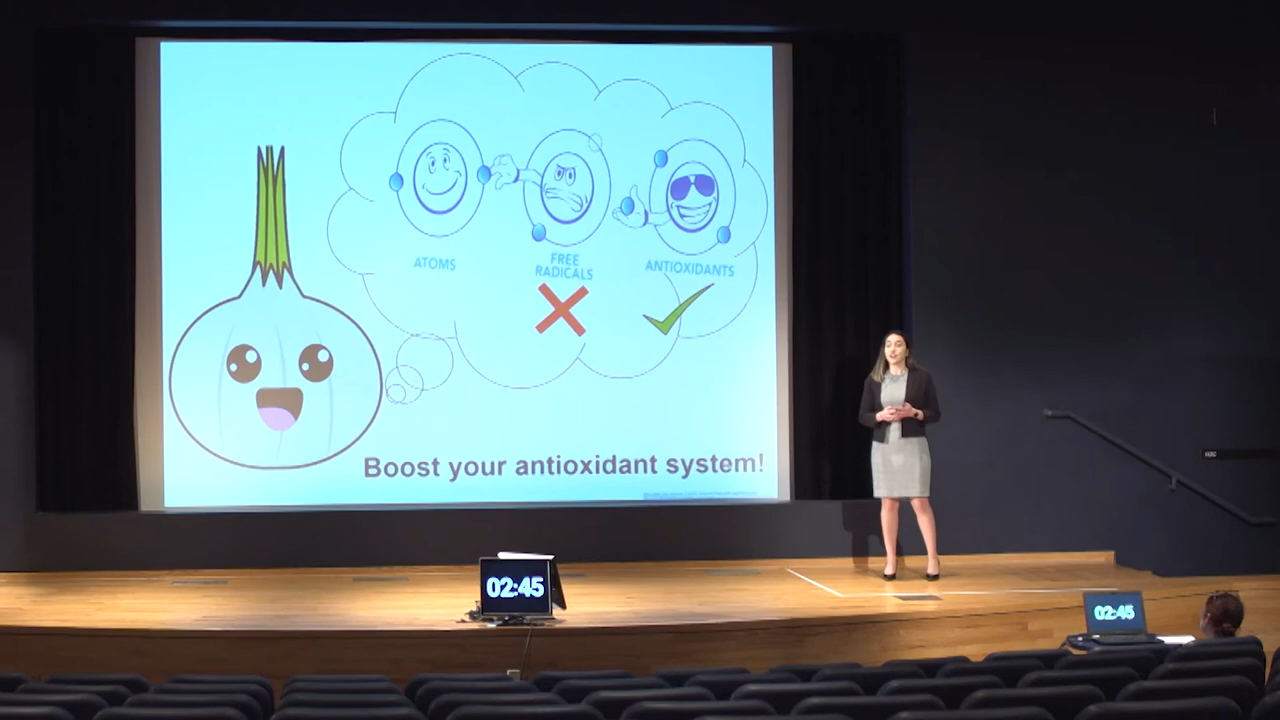 ATOMS
FREE
RADICALS
ANTIOXIDANTS
Boost your antioxidant system!
02:45
02:45